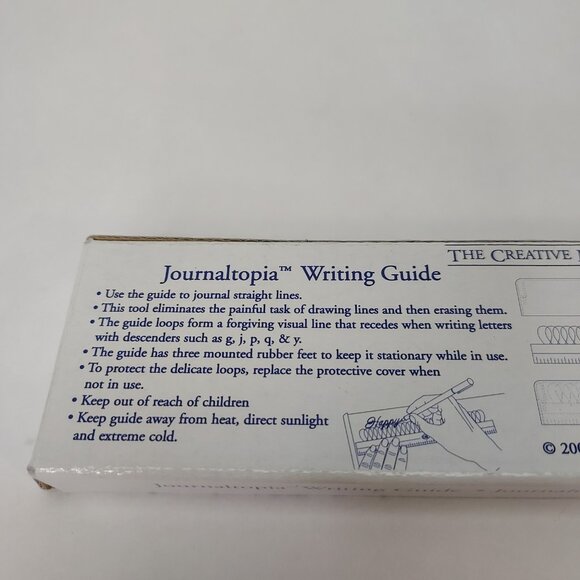 THE CREATIVE
Journaltopia™ Writing Guide
• Use the guide to journal straight lines.
• This tool eliminates the painful task of drawing lines and then erasing them.
• The guide loops form a forgiving visual line that recedes when writing letters
with descenders such as g, j, p, q, & y.
• The guide has three mounted rubber feet to keep it stationary while in use.
• To protect the delicate loops, replace the protective cover when
not in use.
• Keep out of reach of children
• Keep guide away from heat, direct sunlight
and extreme cold.
Happy
© 200
Journaltopia™ Writing Guide •